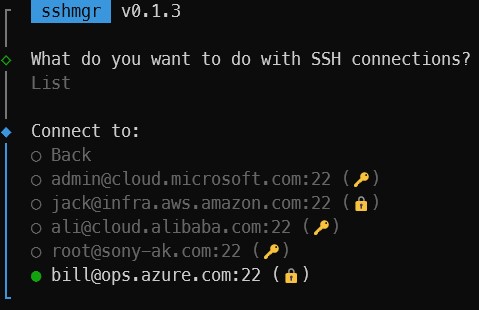 sshmgr v0.1.3
What do you want to do with SSH connections?
List
Connect to:
Back
admin@cloud.microsoft.com:22 (🔑)
jack@infra.aws.amazon.com:22 (🔒)
ali@cloud.alibaba.com:22 (🔑)
root@sony-ak.com:22 (🔑)
bill@ops.azure.com:22 (🔒)